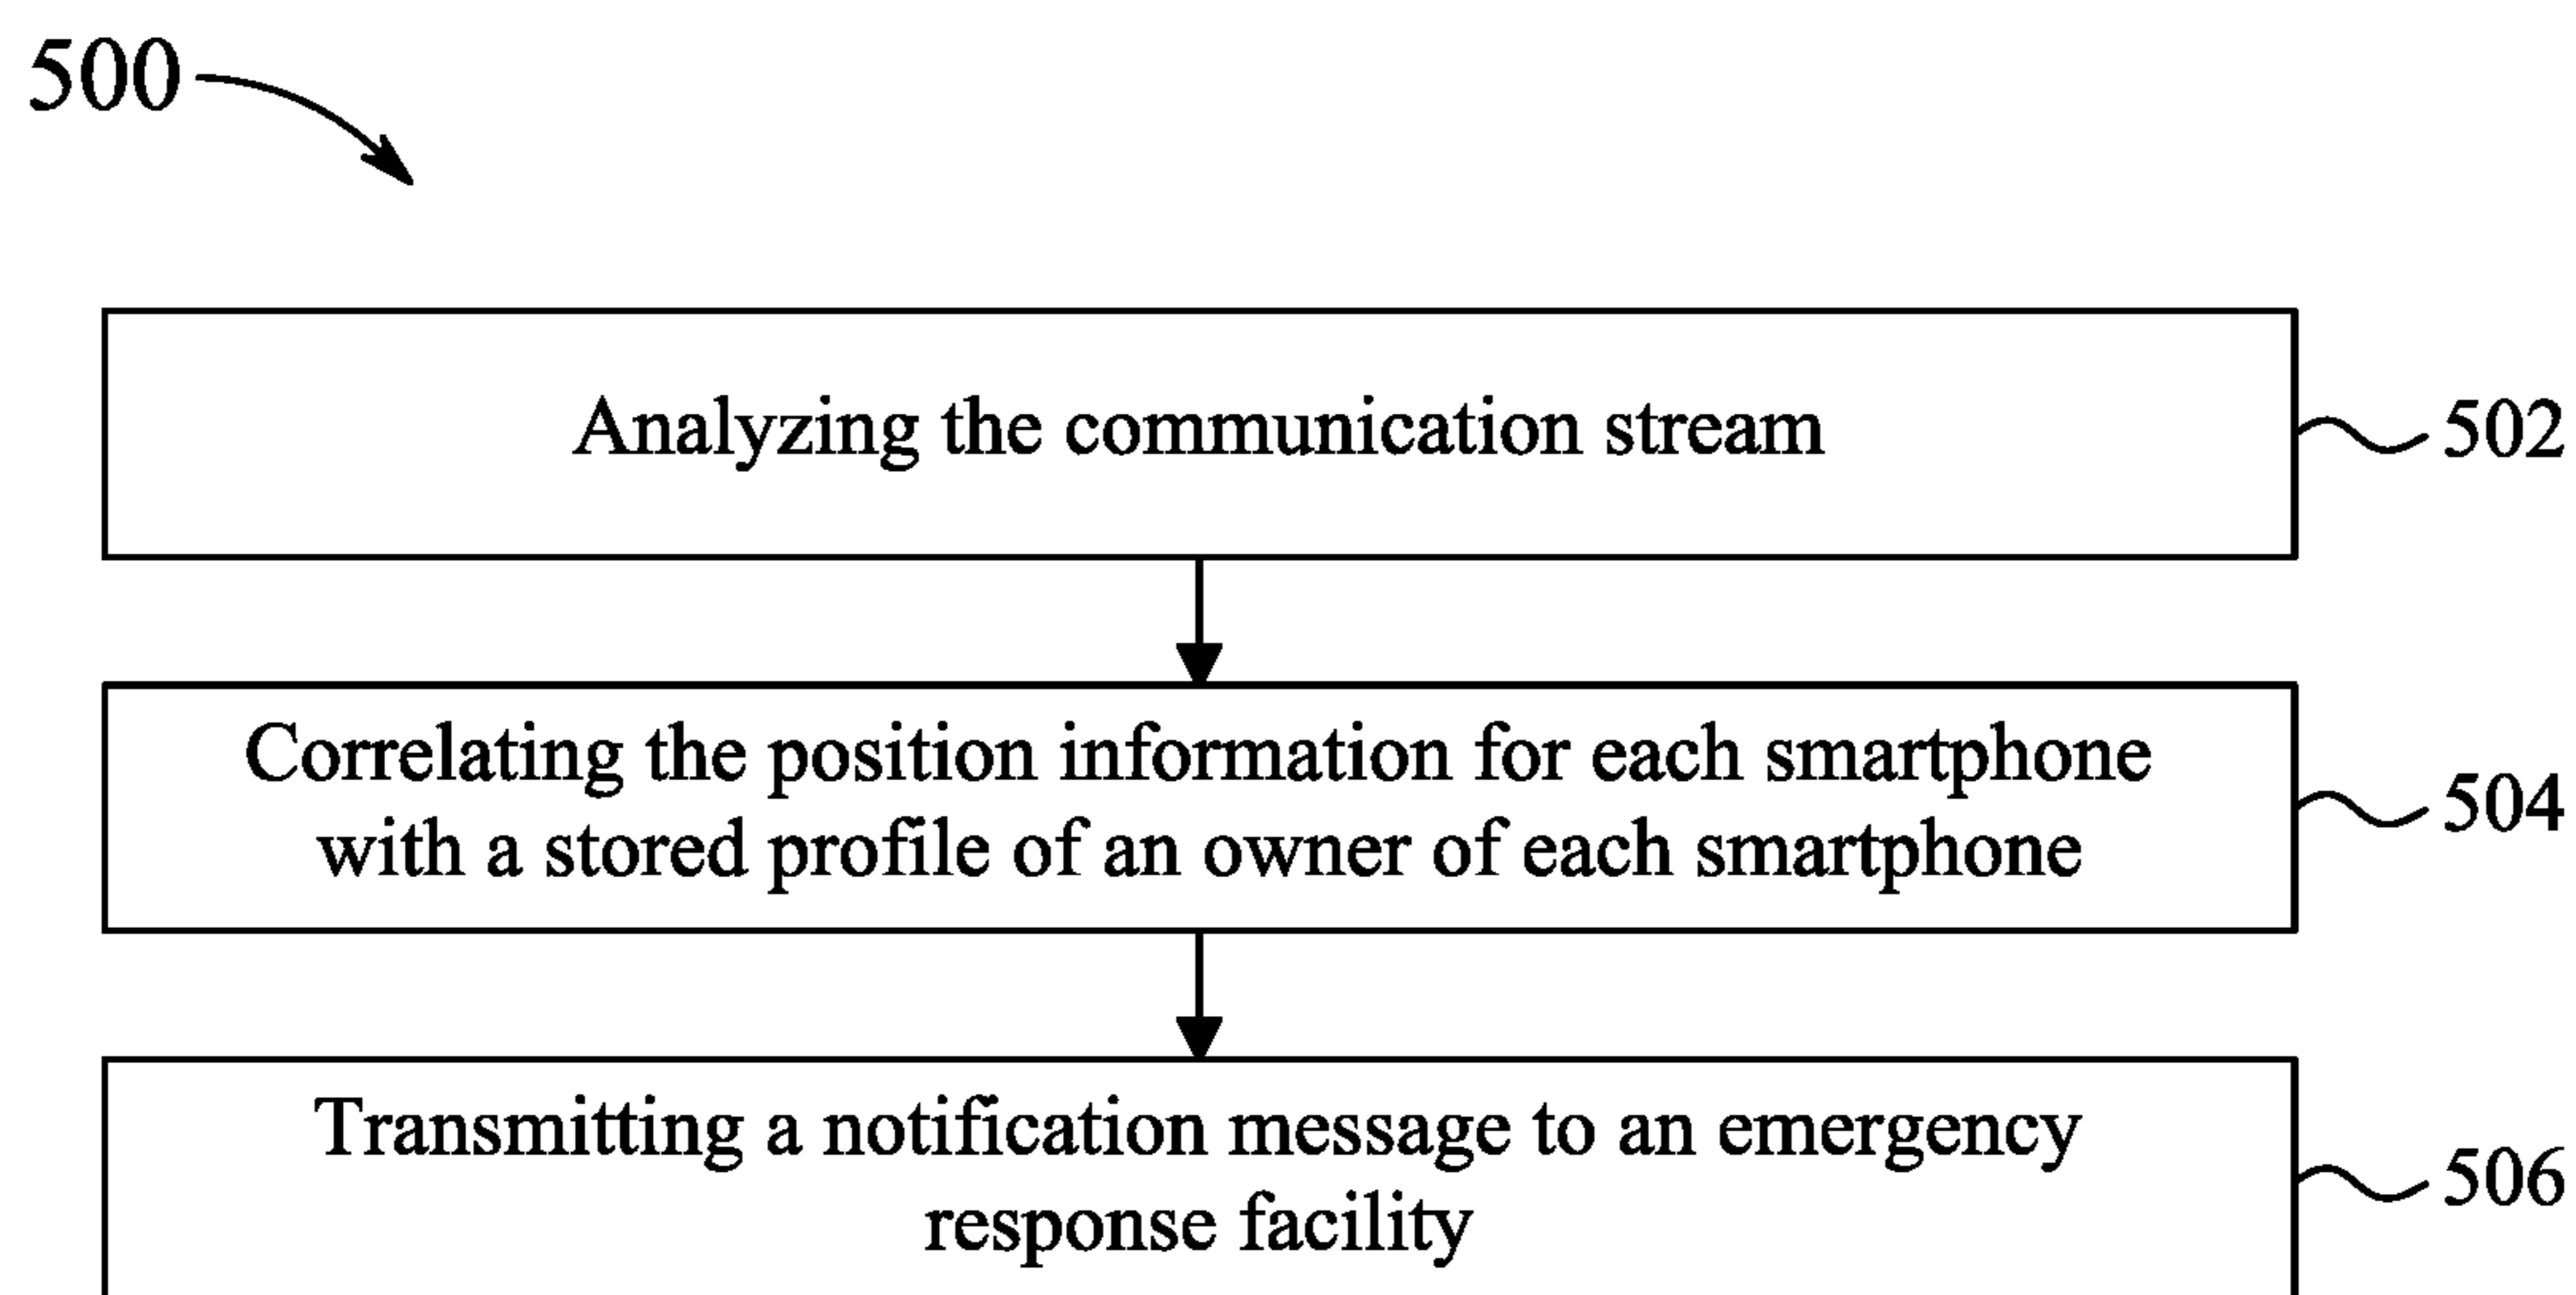 500
Analyzing the communication stream
502
Correlating the position information for each smartphone
with a stored profile of an owner of each smartphone
504
Transmitting a notification message to an emergency
response facility
506